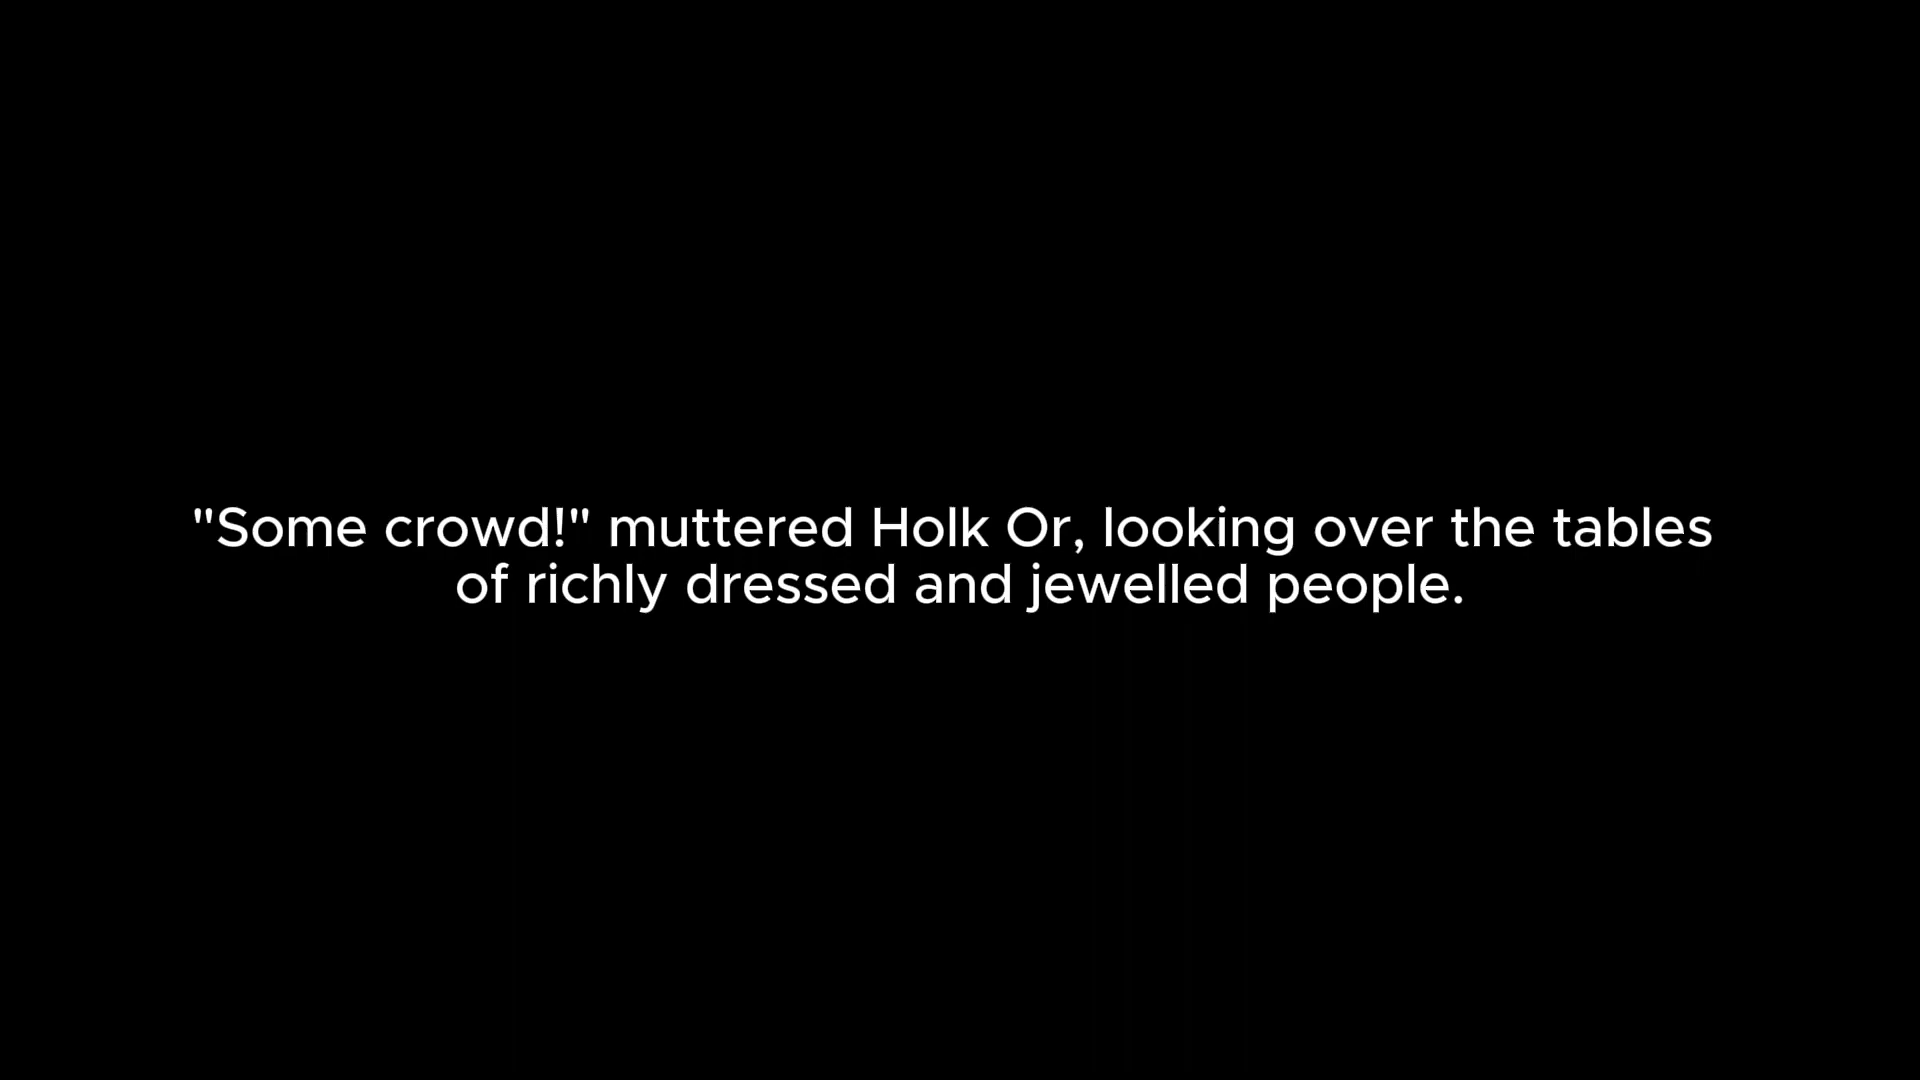 "Some crowd!" muttered Holk Or, looking over the tables
of richly dressed and jewelled people.